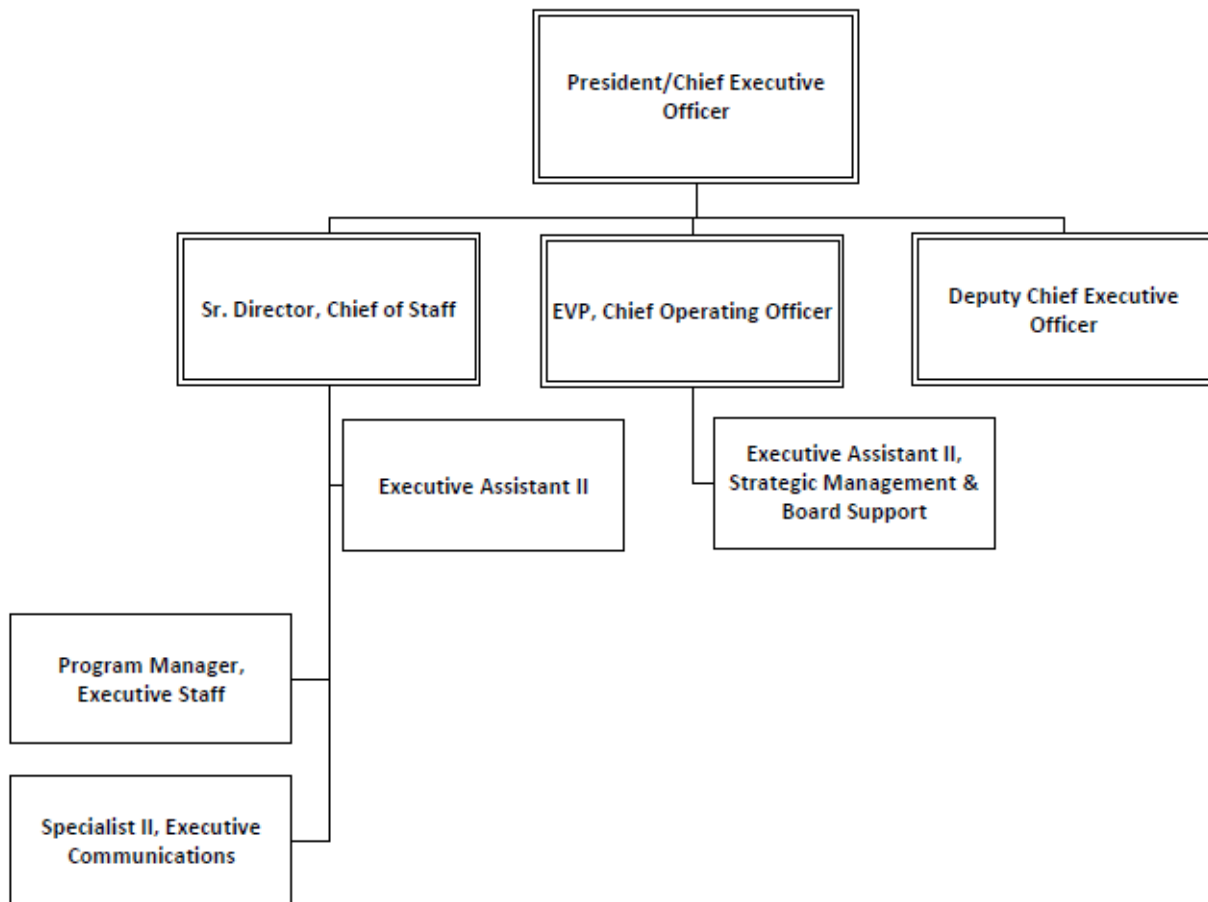 President/Chief Executive
Officer
Sr. Director, Chief of Staff
EVP, Chief Operating Officer
Deputy Chief Executive
Officer
Executive Assistant II
Executive Assistant II,
Strategic Management &
Board Support
Program Manager,
Executive Staff
Specialist II, Executive
Communications